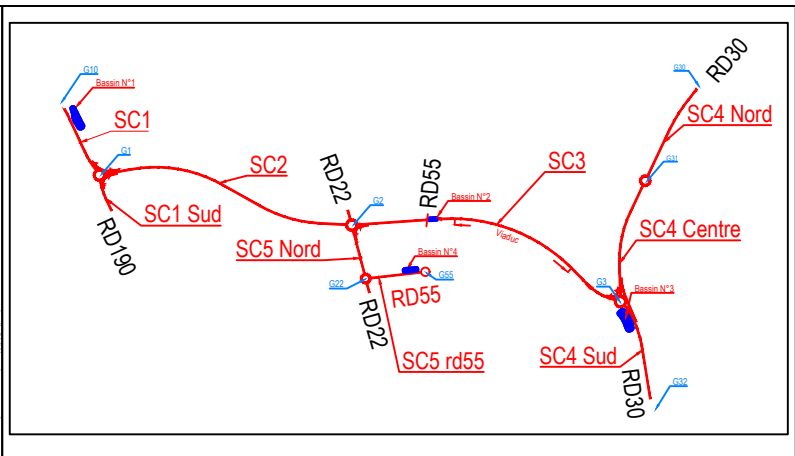 G10
Bassin N°1
SC1
G1
SC2
SC1 Sud
RD190
RD22
G2
RD55
Bassin N°2
SC3
Viaduc
SC5 Nord
Bassin N°4
G22
G55
RD55
RD22
SC5 rd55
G30
RD30
SC4 Nord
G31
SC4 Centre
G3
Bassin N°3
SC4 Sud
RD30
G32